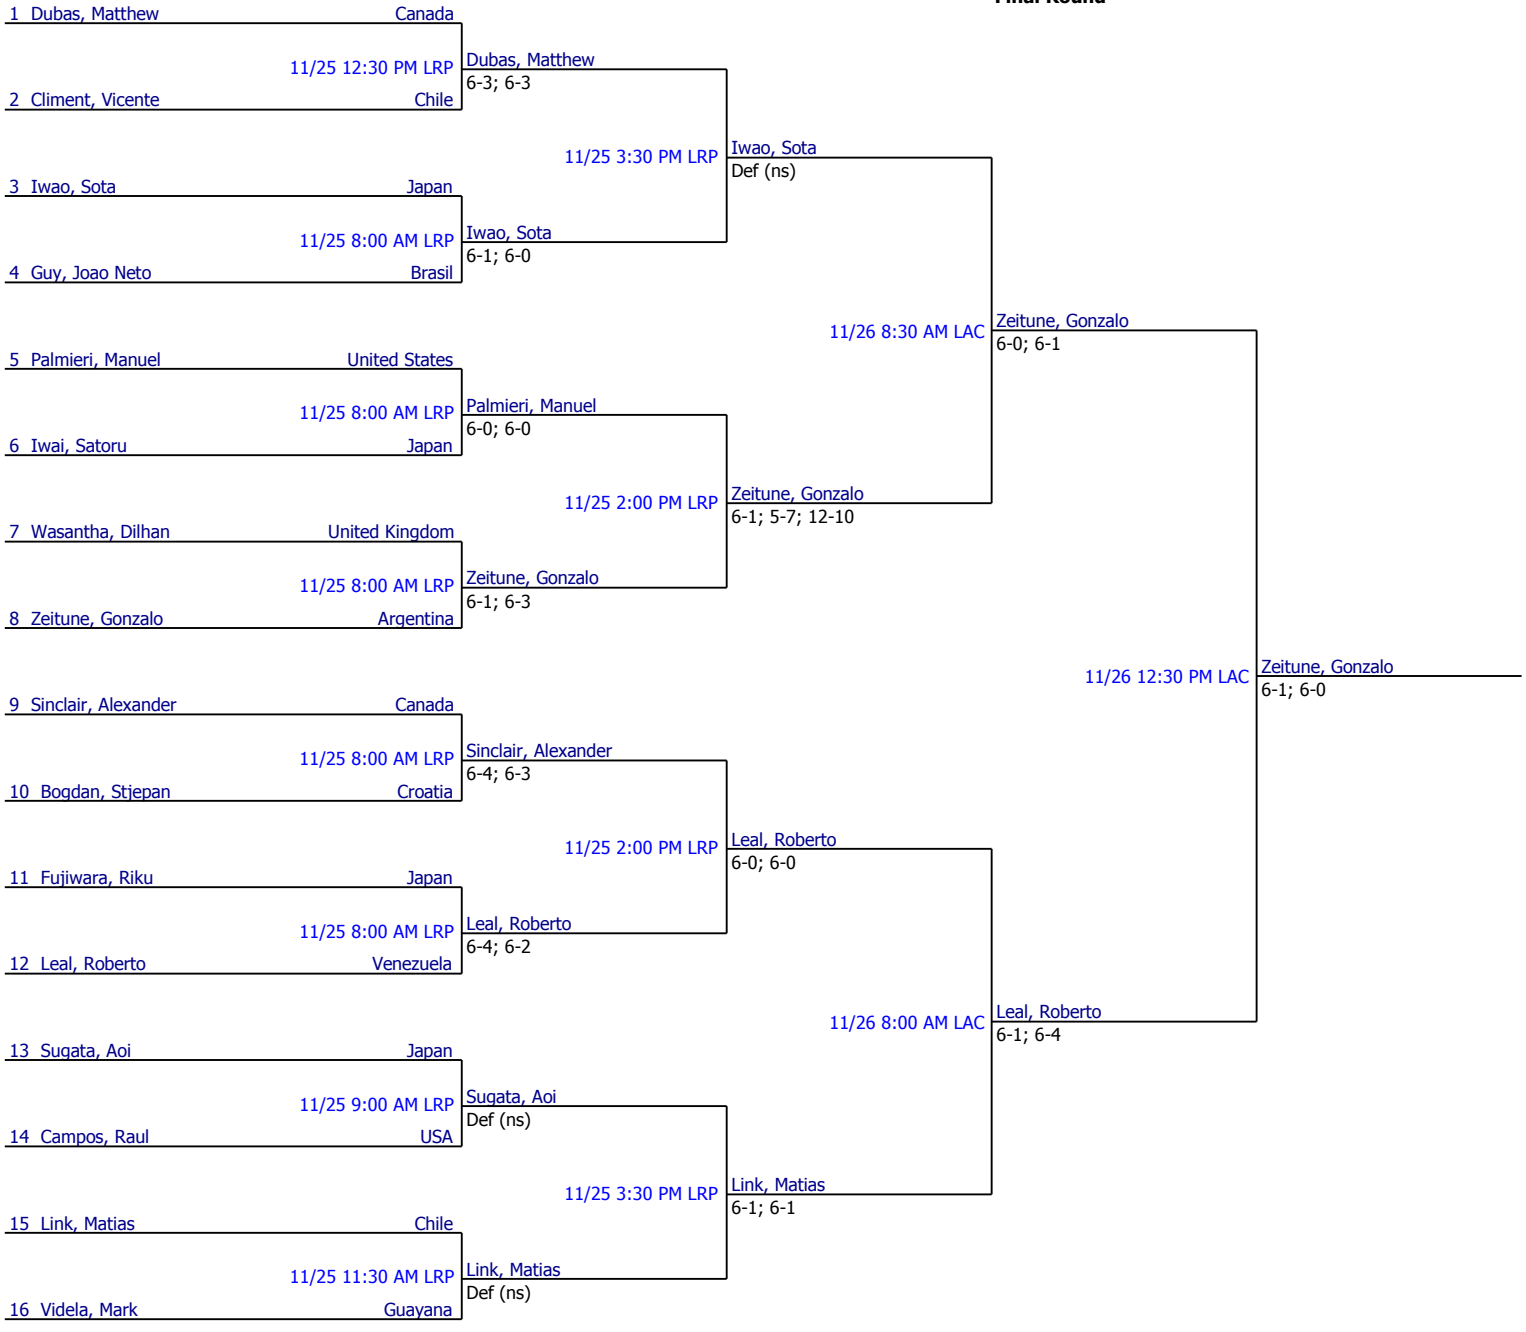 Final Round
1 Dubas, Matthew Canada
11/25 12:30 PM LRP Dubas, Matthew
6-3; 6-3
2 Climent, Vicente Chile
11/25 3:30 PM LRP Iwao, Sota
Def (ns)
3 Iwao, Sota Japan
11/25 8:00 AM LRP Iwao, Sota
6-1; 6-0
4 Guy, Joao Neto Brasil
11/26 8:30 AM LAC Zeitune, Gonzalo
6-0; 6-1
5 Palmieri, Manuel United States
11/25 8:00 AM LRP Palmieri, Manuel
6-0; 6-0
6 Iwai, Satoru Japan
11/25 2:00 PM LRP Zeitune, Gonzalo
6-1; 5-7; 12-10
7 Wasantha, Dilhan United Kingdom
11/25 8:00 AM LRP Zeitune, Gonzalo
6-1; 6-3
8 Zeitune, Gonzalo Argentina
11/26 12:30 PM LAC Zeitune, Gonzalo
6-1; 6-0
9 Sinclair, Alexander Canada
11/25 8:00 AM LRP Sinclair, Alexander
6-4; 6-3
10 Bogdan, Stjepan Croatia
11/25 2:00 PM LRP Leal, Roberto
6-0; 6-0
11 Fujiwara, Riku Japan
11/25 8:00 AM LRP Leal, Roberto
6-4; 6-2
12 Leal, Roberto Venezuela
11/26 8:00 AM LAC Leal, Roberto
6-1; 6-4
13 Sugata, Aoi Japan
11/25 9:00 AM LRP Sugata, Aoi
Def (ns)
14 Campos, Raul USA
11/25 3:30 PM LRP Link, Matias
6-1; 6-1
15 Link, Matias Chile
11/25 11:30 AM LRP Link, Matias
Def (ns)
16 Videla, Mark Guayana